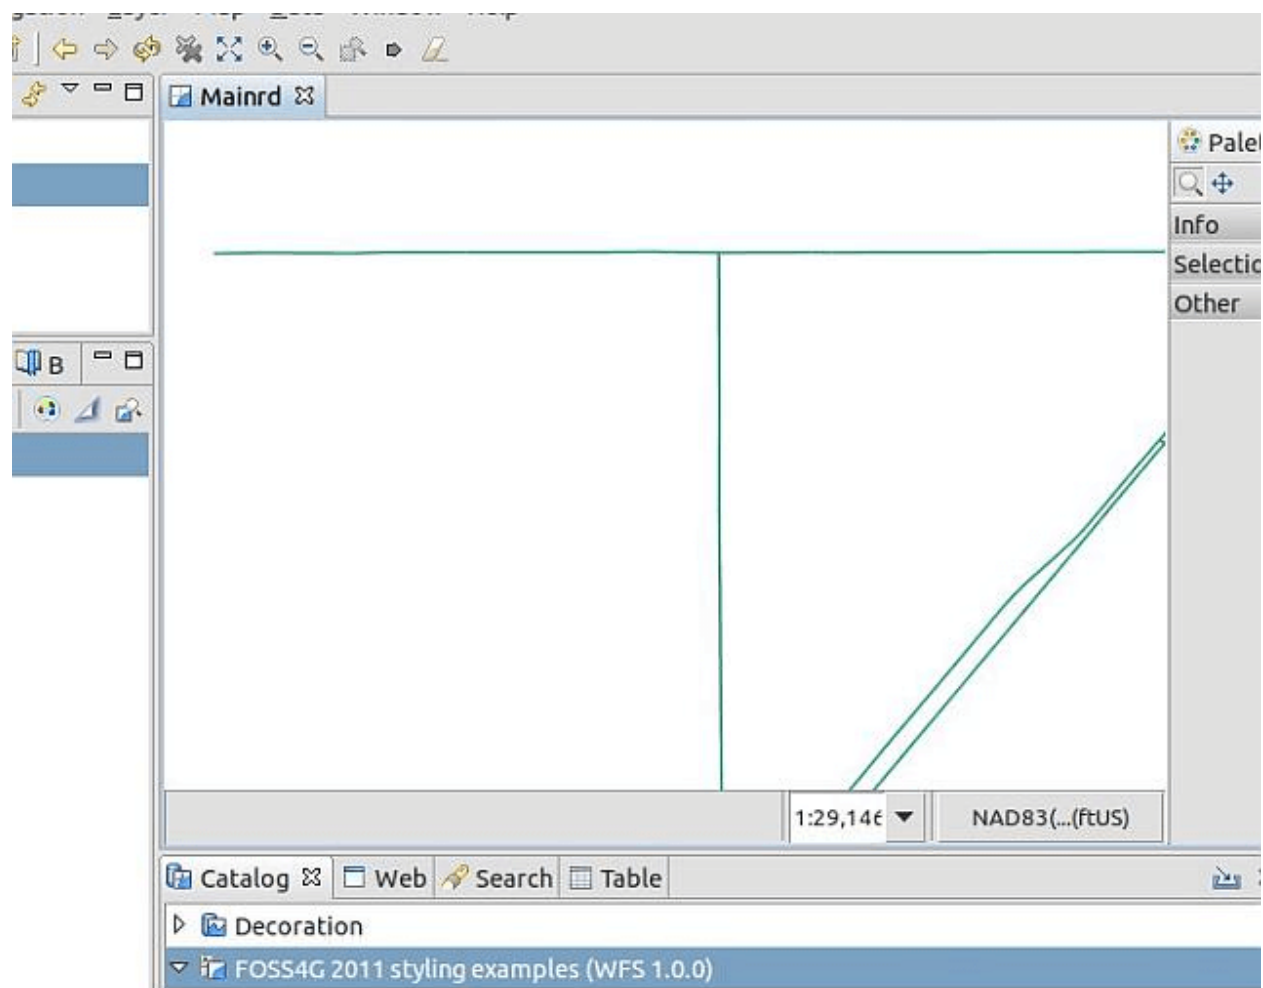 Mainrd
Palet
Info
Selectio
Other
B
1:29,146
NAD83(...(ftUS)
Catalog Web Search Table
Decoration
FOSS4G 2011 styling examples (WFS 1.0.0)